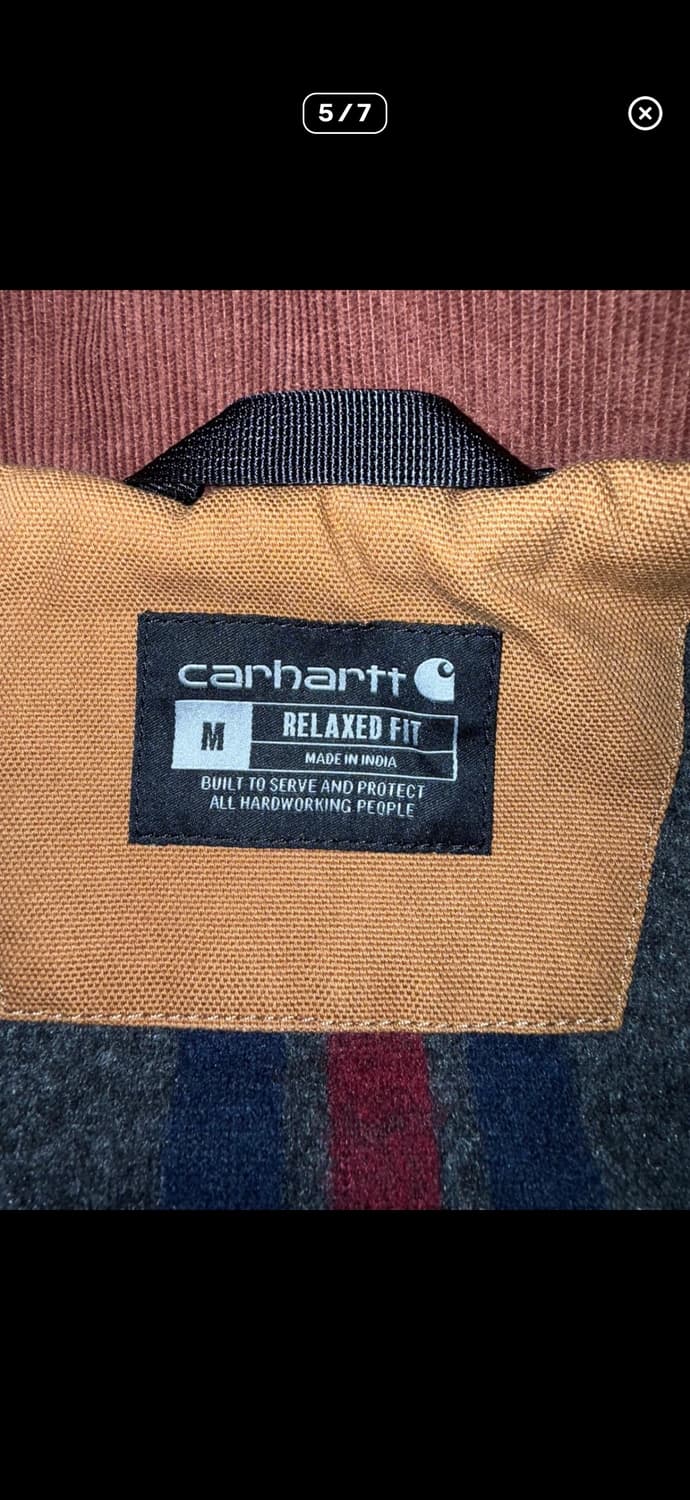 5/7
carhartt
M
RELAXED FIT
MADE IN INDIA
BUILT TO SERVE AND PROTECT
ALL HARDWORKING PEOPLE